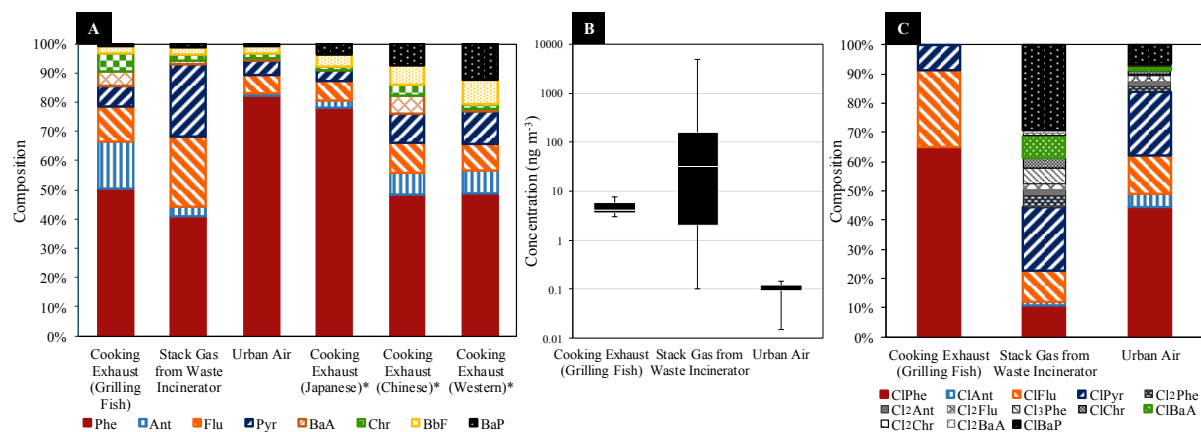 A
Composition
100%
90%
80%
70%
60%
50%
40%
30%
20%
10%
0%
Cooking Exhaust (Grilling Fish)
Stack Gas from Waste Incinerator
Urban Air
Cooking Exhaust (Japanese)*
Cooking Exhaust (Chinese)*
Cooking Exhaust (Western)*
Phe Ant Flu Pyr BaA Chr BbF BaP
B
Concentration (ng m⁻³)
10000
1000
100
10
1
0.1
0.01
Cooking Exhaust (Grilling Fish)
Stack Gas from Waste Incinerator
Urban Air
C
Composition
100%
90%
80%
70%
60%
50%
40%
30%
20%
10%
0%
Cooking Exhaust (Grilling Fish)
Stack Gas from Waste Incinerator
Urban Air
ClPhe ClAnt ClFlu ClPyr Cl2Phe
Cl2Ant Cl2Flu Cl3Phe ClChr ClBaA
Cl2Chr Cl2BaA ClBaP